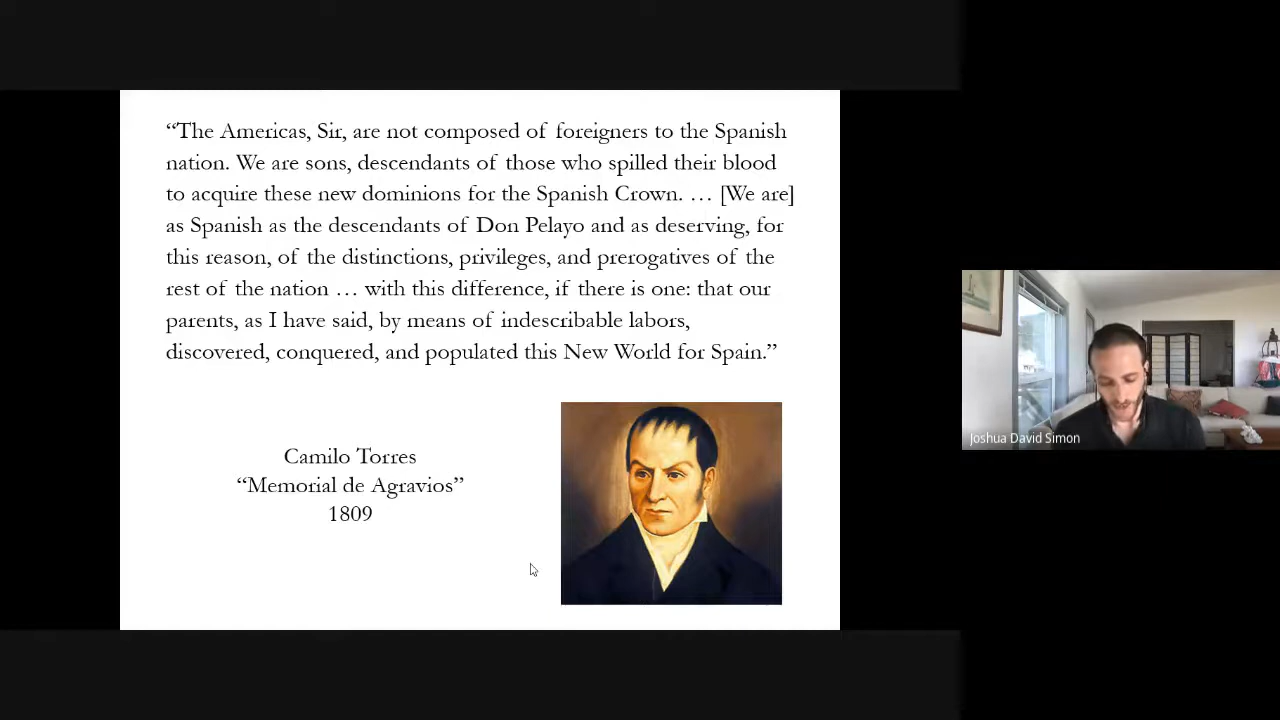 “The Americas, Sir, are not composed of foreigners to the Spanish
nation. We are sons, descendants of those who spilled their blood
to acquire these new dominions for the Spanish Crown. … [We are]
as Spanish as the descendants of Don Pelayo and as deserving, for
this reason, of the distinctions, privileges, and prerogatives of the
rest of the nation … with this difference, if there is one: that our
parents, as I have said, by means of indescribable labors,
discovered, conquered, and populated this New World for Spain.”
Camilo Torres
“Memorial de Agravios”
1809
Joshua David Simon